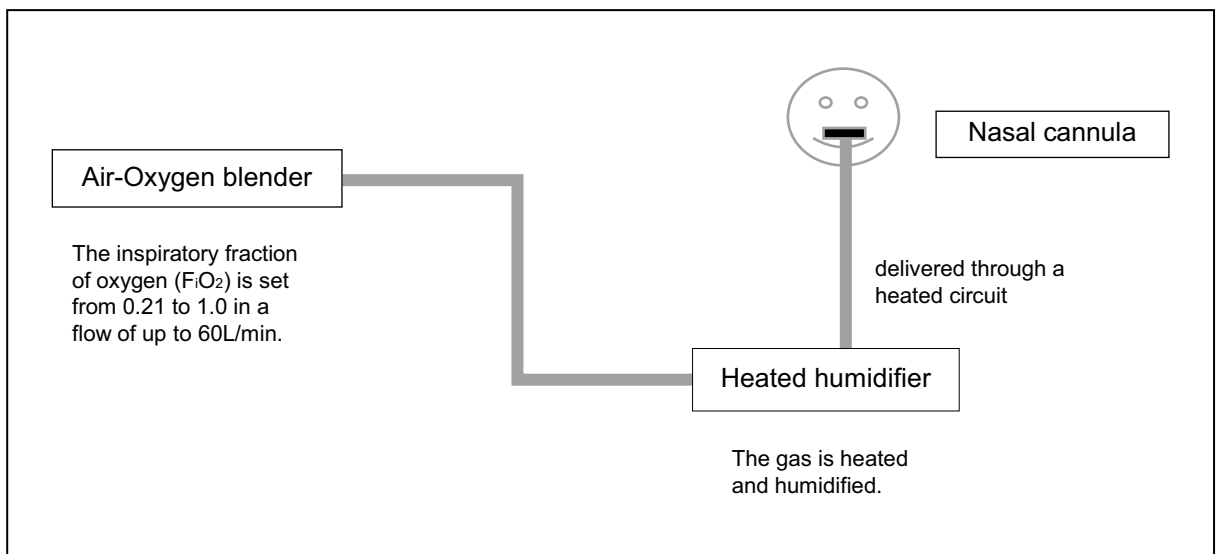 Nasal cannula
Air-Oxygen blender
The inspiratory fraction
of oxygen (FiO2) is set
from 0.21 to 1.0 in a
flow of up to 60L/min.
delivered through a
heated circuit
Heated humidifier
The gas is heated
and humidified.